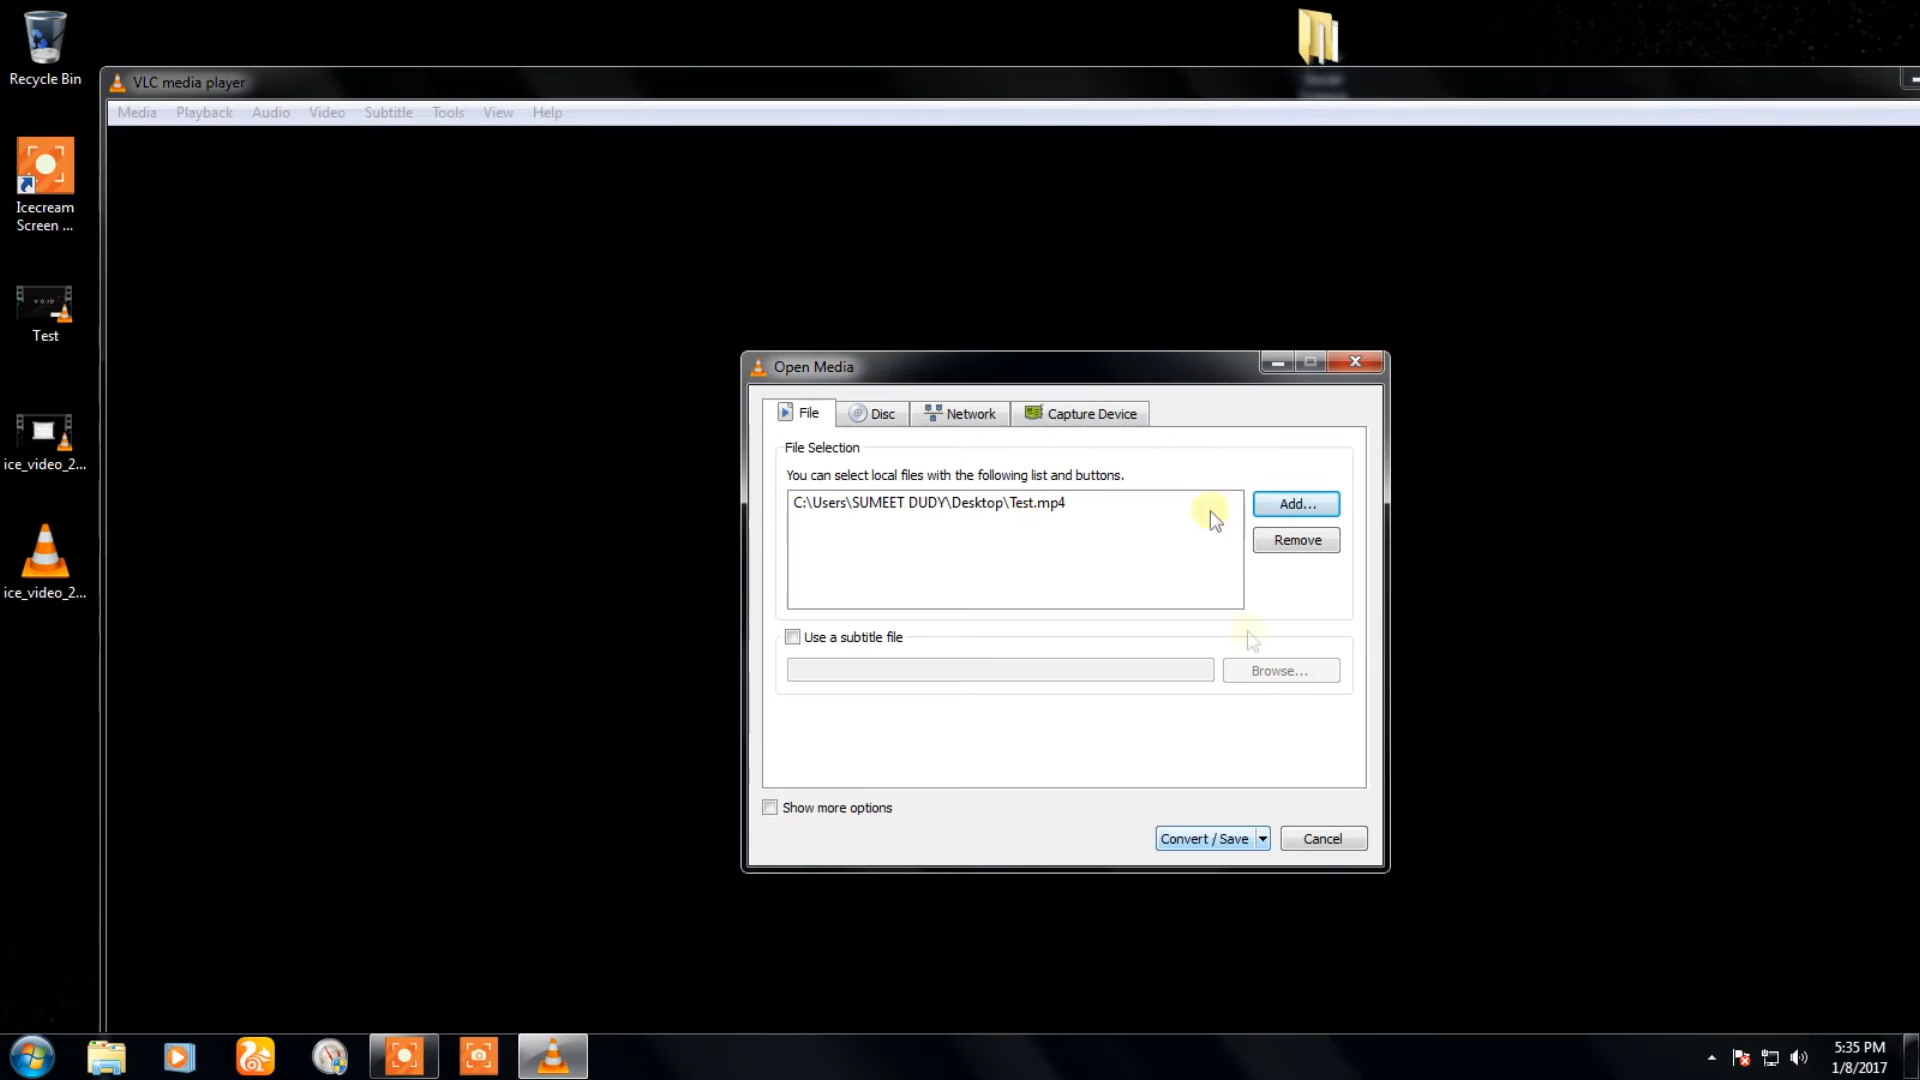 Recycle Bin
VLC media player
Media Playback Audio Video Subtitle Tools View Help
Icecream
Screen ...
VOID
Test
ice_video_2...
ice_video_2...
Open Media
File Disc Network Capture Device
File Selection
You can select local files with the following list and buttons.
C:\Users\SUMEET DUDY\Desktop\Test.mp4
Add...
Remove
Use a subtitle file
Browse...
Show more options
Convert / Save Cancel
5:35 PM
1/8/2017